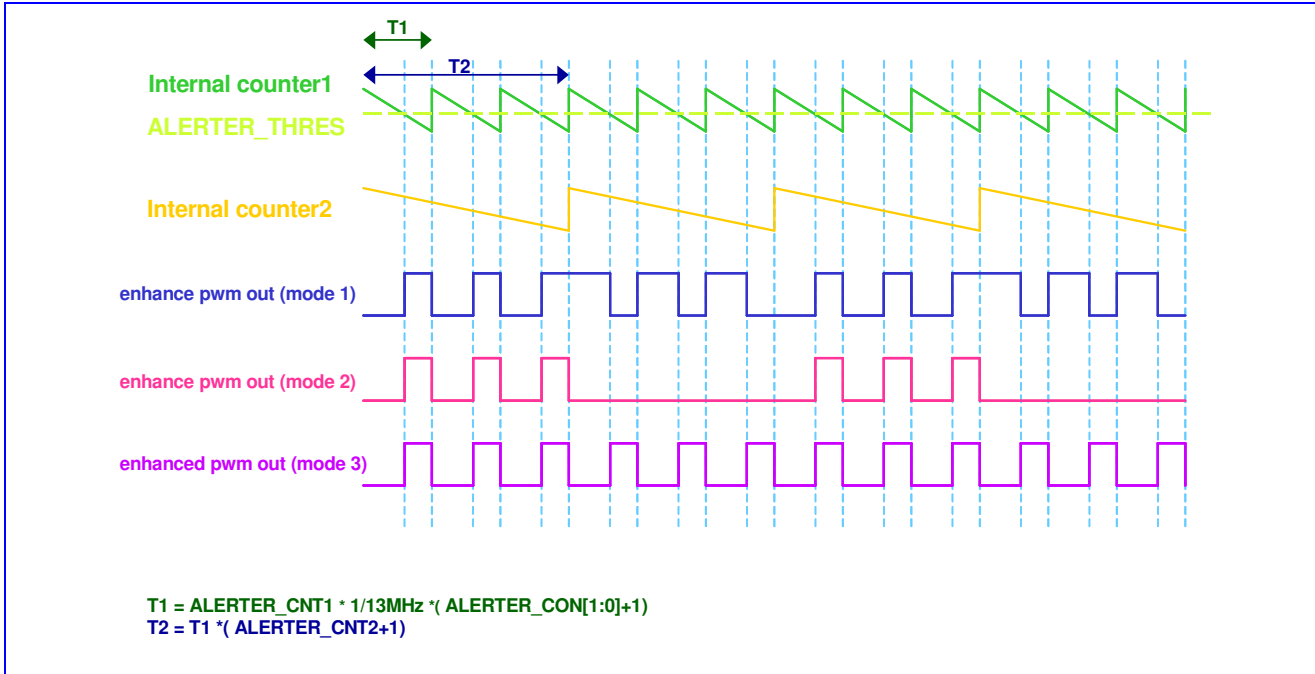 T1
T2
Internal counter1
ALERTER_THRES
Internal counter2
enhance pwm out (mode 1)
enhance pwm out (mode 2)
enhanced pwm out (mode 3)
T1 = ALERTER_CNT1 * 1/13MHz *( ALERTER_CON[1:0]+1)
T2 = T1 *( ALERTER_CNT2+1)